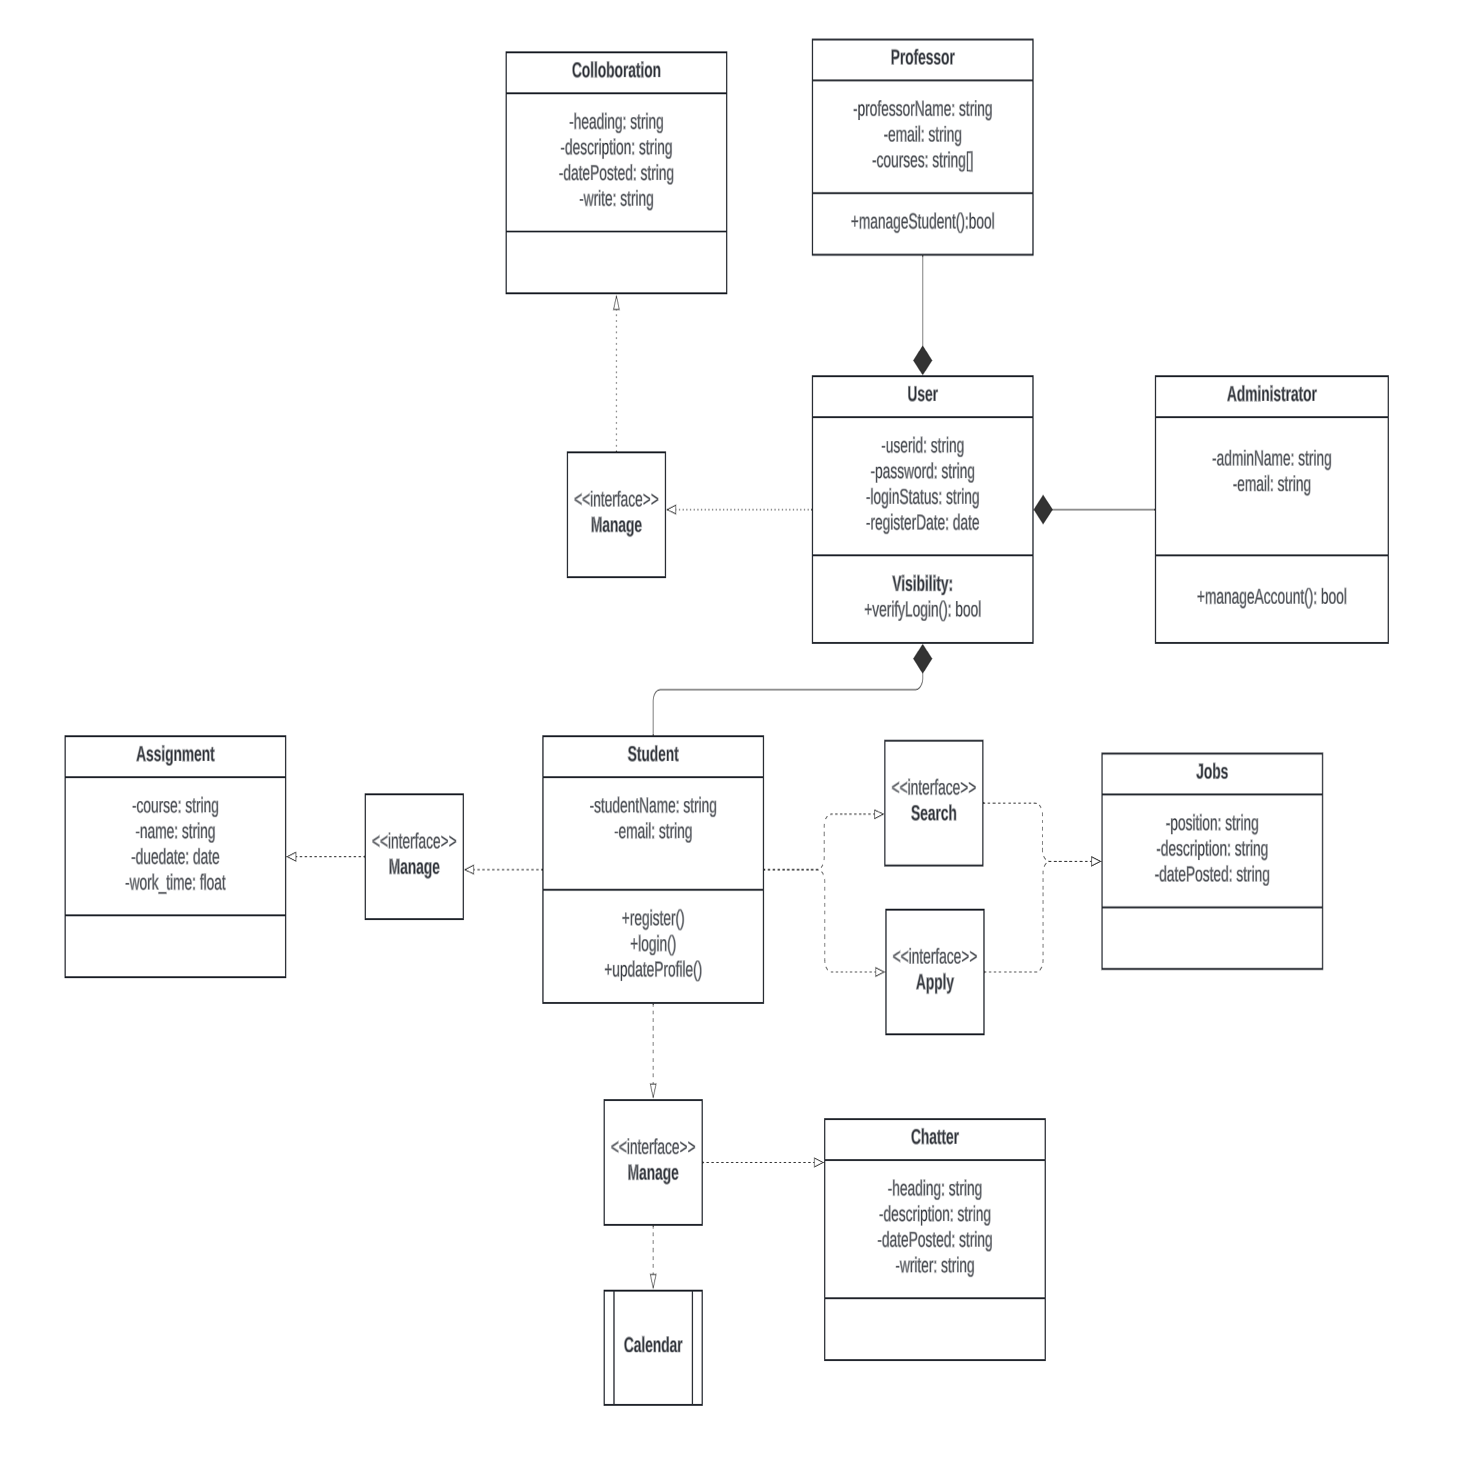 Colloboration
-heading: string
-description: string
-datePosted: string
-write: string
Professor
-professorName: string
-email: string
-courses: string[]
+manageStudent():bool
<<interface>>
Manage
User
-userid: string
-password: string
-loginStatus: string
-registerDate: date
Visibility:
+verifyLogin(): bool
Administrator
-adminName: string
-email: string
+manageAccount(): bool
Assignment
-course: string
-name: string
-duedate: date
-work_time: float
<<interface>>
Manage
Student
-studentName: string
-email: string
+register()
+login()
+updateProfile()
<<interface>>
Search
<<interface>>
Apply
Jobs
-position: string
-description: string
-datePosted: string
<<interface>>
Manage
Chatter
-heading: string
-description: string
-datePosted: string
-writer: string
Calendar